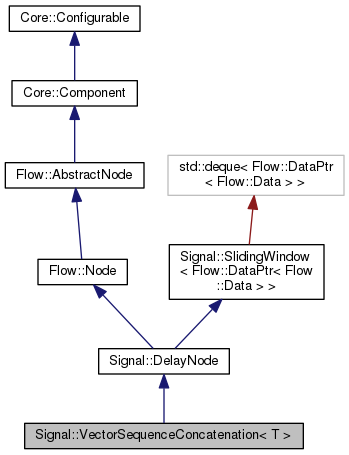 Core::Configurable
Core::Component
Flow::AbstractNode
std::deque< Flow::DataPtr
< Flow::Data > >
Flow::Node
Signal::SlidingWindow
< Flow::DataPtr< Flow
::Data > >
Signal::DelayNode
Signal::VectorSequenceConcatenation< T >